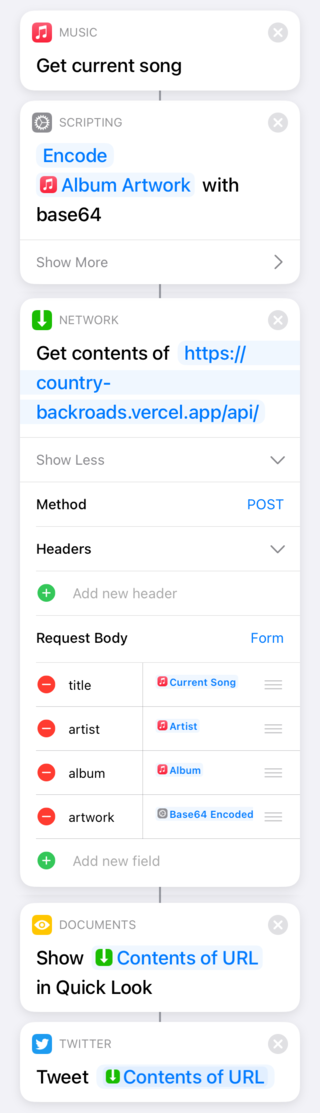 MUSIC
Get current song
SCRIPTING
Encode
Album Artwork with
base64
Show More
NETWORK
Get contents of https://
country-
backroads.vercel.app/api/
Show Less
Method POST
Headers
Add new header
Request Body Form
title Current Song
artist Artist
album Album
artwork Base64 Encoded
Add new field
DOCUMENTS
Show Contents of URL
in Quick Look
TWITTER
Tweet Contents of URL